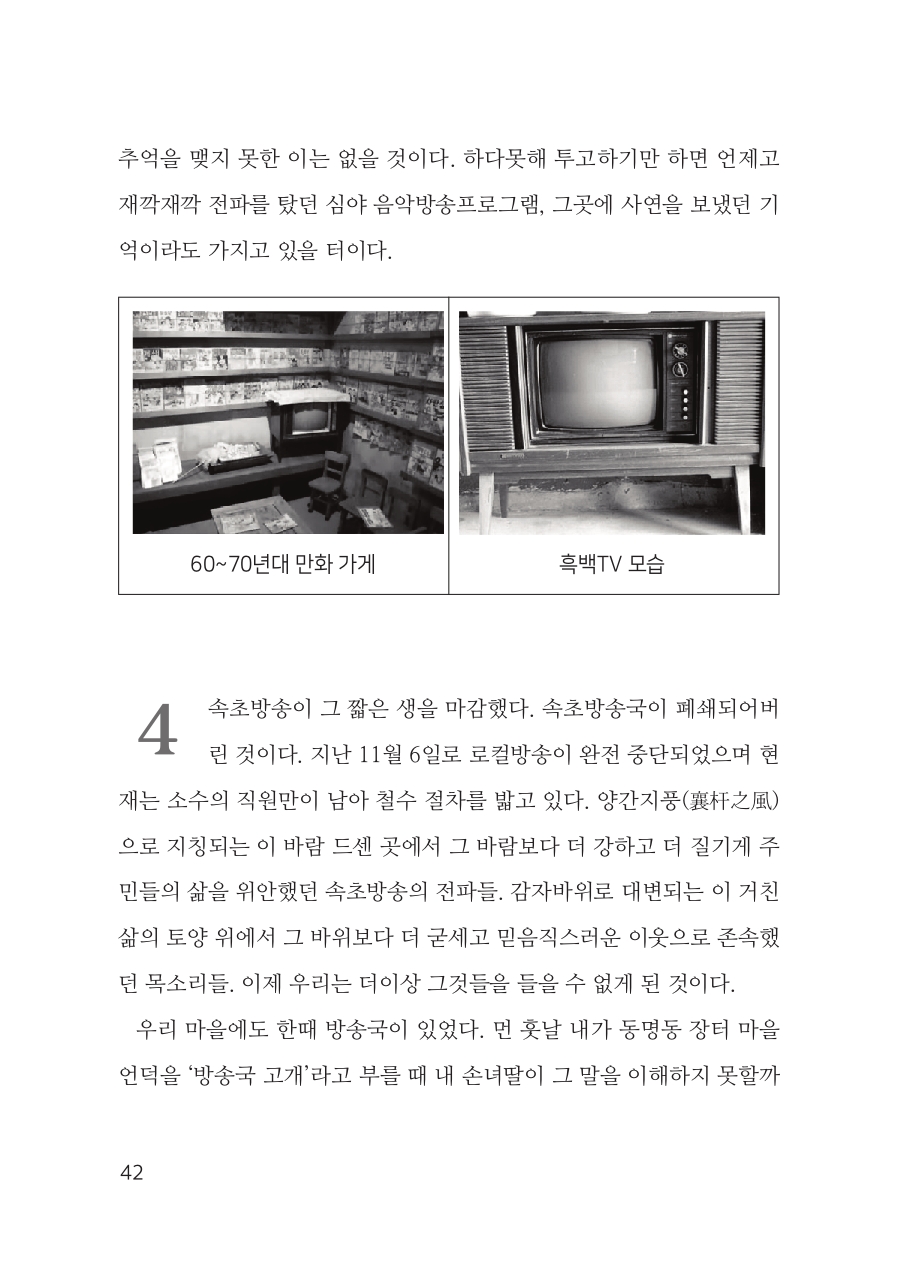 추억을 맺지 못한 이는 없을 것이다. 하다못해 투고하기만 하면 언제고
재깍재깍 전파를 탔던 심야 음악방송프로그램, 그곳에 사연을 보냈던 기
억이라도 가지고 있을 터이다.
60~70년대 만화 가게
흑백TV 모습
4
속초방송이 그 짧은 생을 마감했다. 속초방송국이 폐쇄되어버
린 것이다. 지난 11월 6일로 로컬방송이 완전 중단되었으며 현
재는 소수의 직원만이 남아 철수 절차를 밟고 있다. 양간지풍(襄杆之風)
으로 지칭되는 이 바람 드센 곳에서 그 바람보다 더 강하고 더 질기게 주
민들의 삶을 위안했던 속초방송의 전파들. 감자바위로 대변되는 이 거친
삶의 토양 위에서 그 바위보다 더 굳세고 믿음직스러운 이웃으로 존속했
던 목소리들. 이제 우리는 더이상 그것들을 들을 수 없게 된 것이다.
우리 마을에도 한때 방송국이 있었다. 먼 훗날 내가 동명동 장터 마을
언덕을 ‘방송국 고개’라고 부를 때 내 손녀딸이 그 말을 이해하지 못할까
42